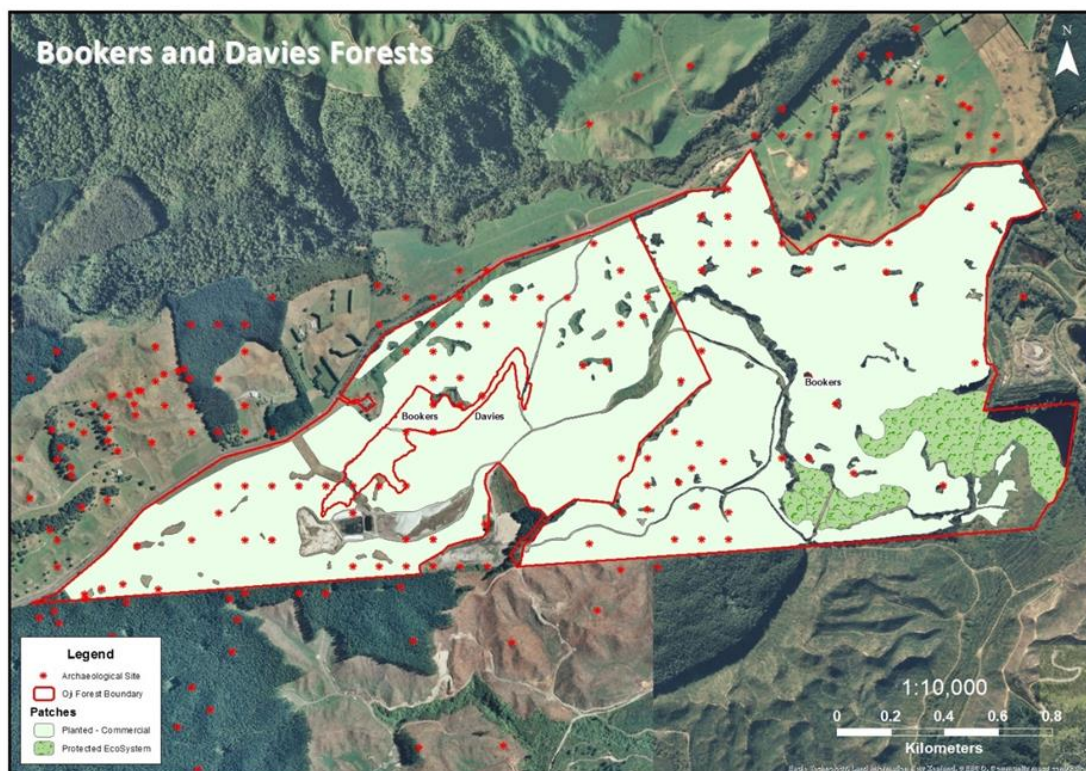 Bookers and Davies Forests
N
Bookers
Bookers
Davies
Legend
Archaeological Site
Oji Forest Boundary
Patches
Planted - Commercial
Protected EcoSystem
1:10,000
0 0.2 0.4 0.6 0.8
Kilometers